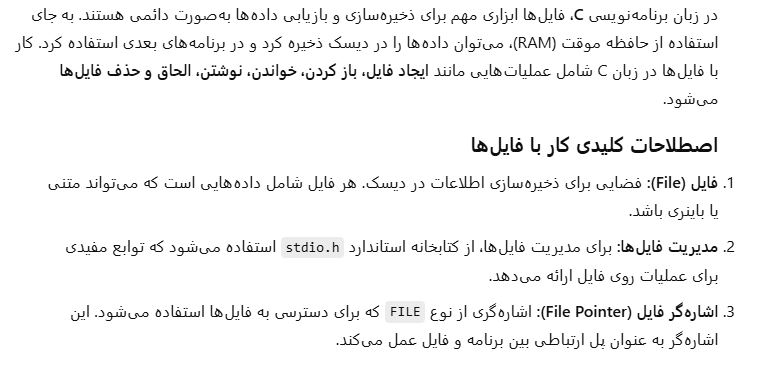 در زبان برنامه‌نویسی C، فایل‌ها ابزاری مهم برای ذخیره‌سازی و بازیابی داده‌ها به‌صورت دائمی هستند. به جای
استفاده از حافظه موقت (RAM)، می‌توان داده‌ها را در دیسک ذخیره کرد و در برنامه‌های بعدی استفاده کرد. کار
با فایل‌ها در زبان C شامل عملیات‌هایی مانند ایجاد فایل، باز کردن، خواندن، نوشتن، الحاق و حذف فایل‌ها
می‌شود.
اصطلاحات کلیدی کار با فایل‌ها
1. فایل (File): فضایی برای ذخیره‌سازی اطلاعات در دیسک. هر فایل شامل داده‌هایی است که می‌تواند متنی
یا باینری باشد.
2. مدیریت فایل‌ها: برای مدیریت فایل‌ها، از کتابخانه استاندارد stdio.h استفاده می‌شود که توابع مفیدی
برای عملیات روی فایل ارائه می‌دهد.
3. اشاره‌گر فایل (File Pointer): اشاره‌گری از نوع FILE که برای دسترسی به فایل‌ها استفاده می‌شود. این
اشاره‌گر به عنوان پل ارتباطی بین برنامه و فایل عمل می‌کند.